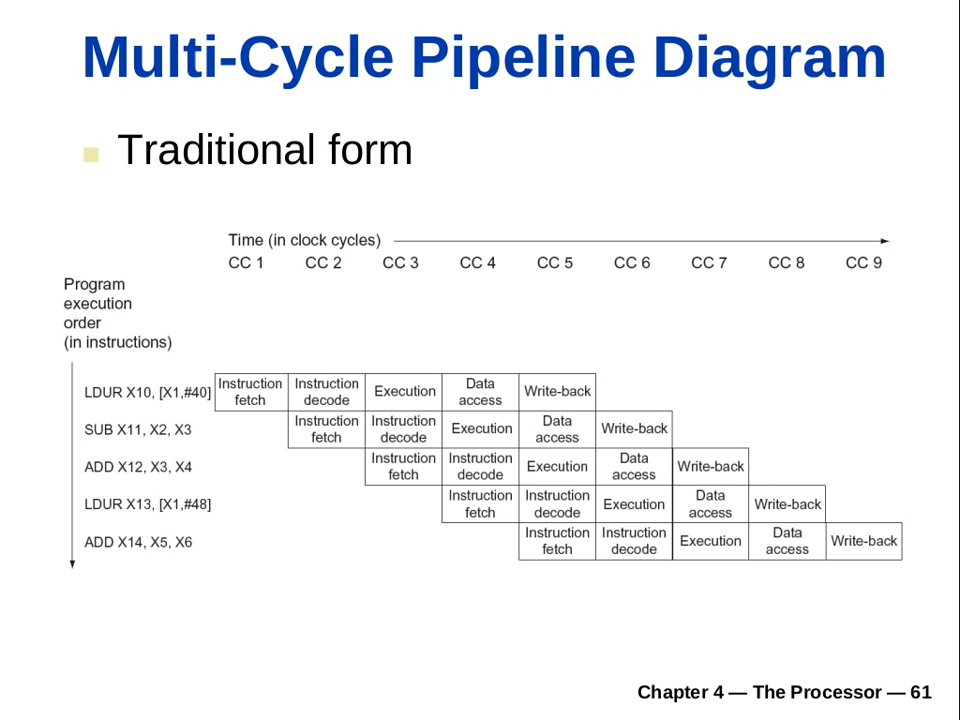 Multi-Cycle Pipeline Diagram
Traditional form
Time (in clock cycles)
CC 1 CC 2 CC 3 CC 4 CC 5 CC 6 CC 7 CC 8 CC 9
Program
execution
order
(in instructions)
LDUR X10, [X1,#40] Instruction fetch Instruction decode Execution Data access Write-back
SUB X11, X2, X3 Instruction fetch Instruction decode Execution Data access Write-back
ADD X12, X3, X4 Instruction fetch Instruction decode Execution Data access Write-back
LDUR X13, [X1,#48] Instruction fetch Instruction decode Execution Data access Write-back
ADD X14, X5, X6 Instruction fetch Instruction decode Execution Data access Write-back
Chapter 4 — The Processor — 61